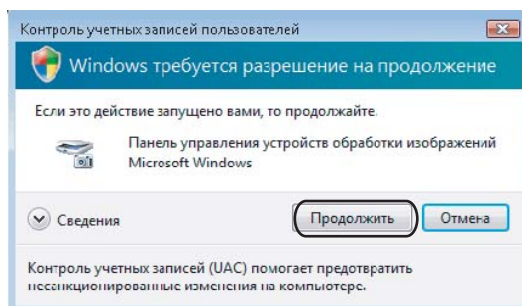 Контроль учетных записей пользователей
Windows требуется разрешение на продолжение
Если это действие запущено вами, то продолжайте.
Панель управления устройств обработки изображений
Microsoft Windows
Сведения
Продолжить
Отмена
Контроль учетных записей (UAC) помогает предотвратить
несанкционированные изменения на компьютере.